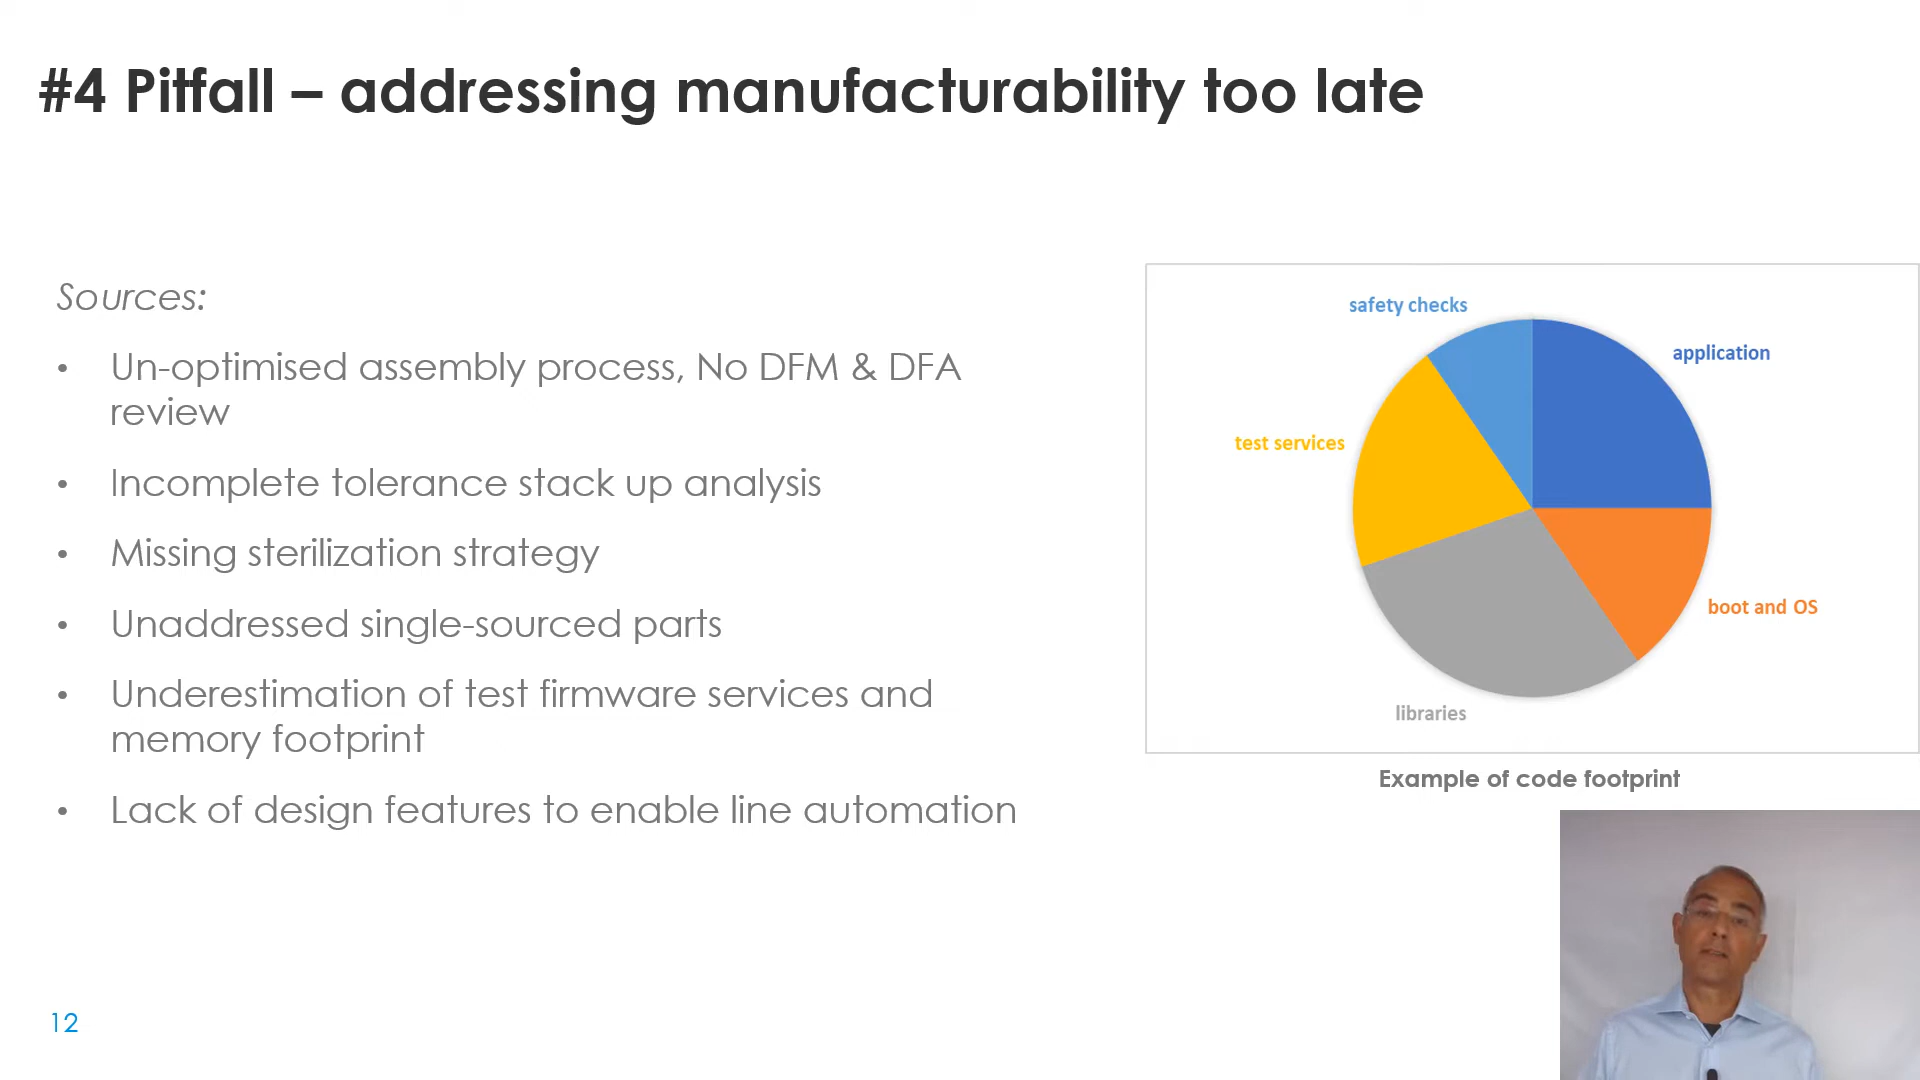 #4 Pitfall – addressing manufacturability too late
Sources:
• Un-optimised assembly process, No DFM & DFA
review
• Incomplete tolerance stack up analysis
• Missing sterilization strategy
• Unaddressed single-sourced parts
• Underestimation of test firmware services and
memory footprint
• Lack of design features to enable line automation
safety checks
application
test services
boot and OS
libraries
Example of code footprint
12